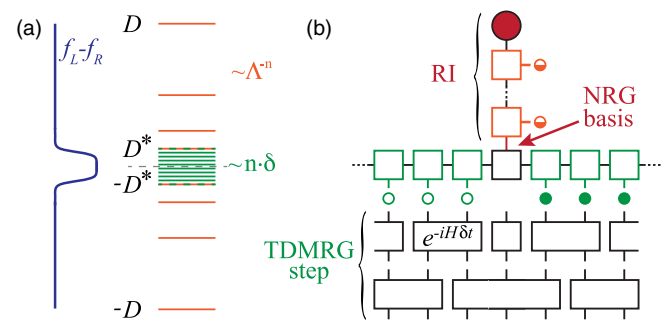 (a)
D
f_L-f_R
~Λ^-n
D*
~n·δ
-D*
-D
(b)
RI
NRG
basis
TDMRG
step
e^-iHδt